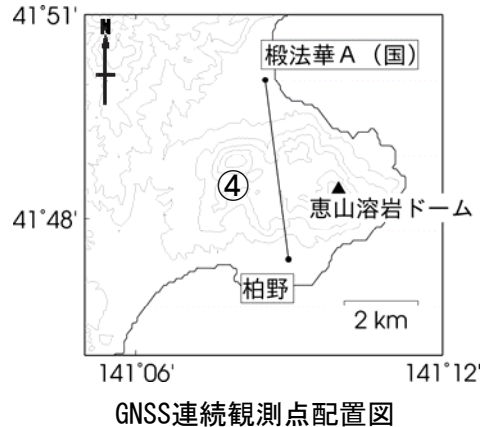 41°51'
N
椴法華A（国）
④
恵山溶岩ドーム
41°48'
柏野
2 km
141°06'
141°12'
GNSS連続観測点配置図